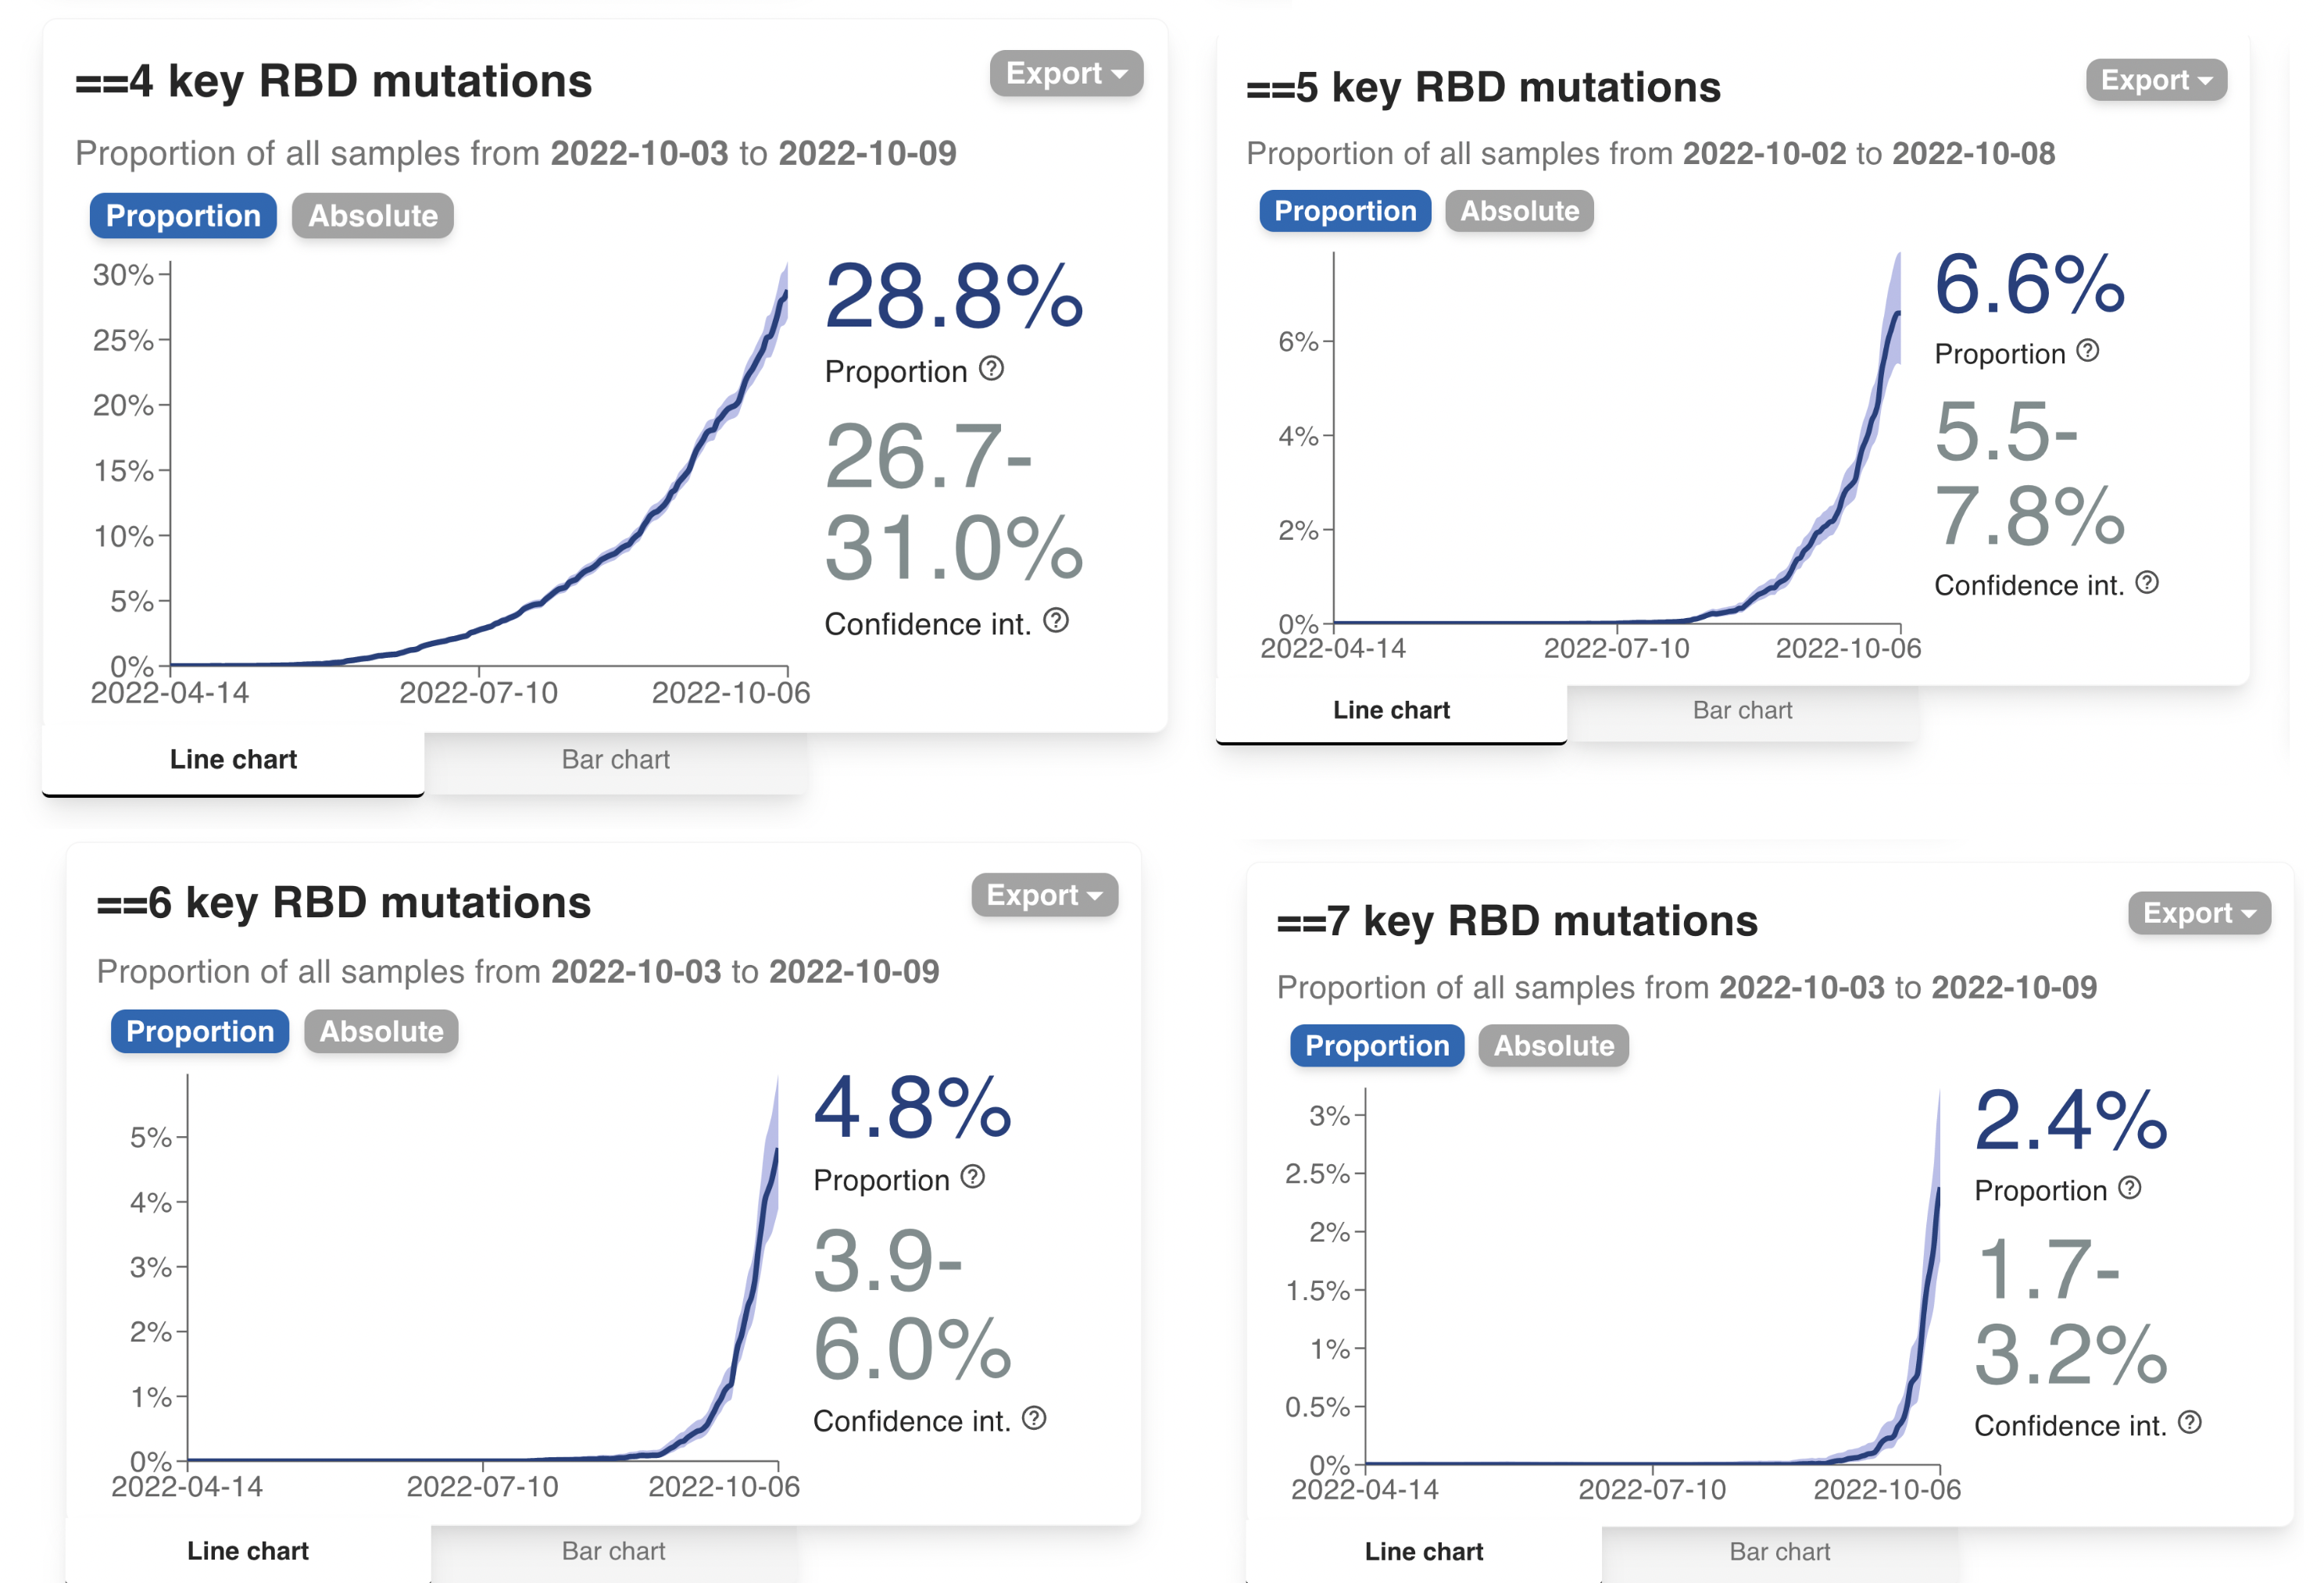 ==4 key RBD mutations
Export
Proportion of all samples from 2022-10-03 to 2022-10-09
Proportion Absolute
30%
25%
20%
15%
10%
5%
0%
2022-04-14 2022-07-10 2022-10-06
28.8%
Proportion ?
26.7-
31.0%
Confidence int. ?
Line chart Bar chart
==5 key RBD mutations
Export
Proportion of all samples from 2022-10-02 to 2022-10-08
Proportion Absolute
6%
4%
2%
0%
2022-04-14 2022-07-10 2022-10-06
6.6%
Proportion ?
5.5-
7.8%
Confidence int. ?
Line chart Bar chart
==6 key RBD mutations
Export
Proportion of all samples from 2022-10-03 to 2022-10-09
Proportion Absolute
5%
4%
3%
2%
1%
0%
2022-04-14 2022-07-10 2022-10-06
4.8%
Proportion ?
3.9-
6.0%
Confidence int. ?
Line chart Bar chart
==7 key RBD mutations
Export
Proportion of all samples from 2022-10-03 to 2022-10-09
Proportion Absolute
3%
2.5%
2%
1.5%
1%
0.5%
0%
2022-04-14 2022-07-10 2022-10-06
2.4%
Proportion ?
1.7-
3.2%
Confidence int. ?
Line chart Bar chart